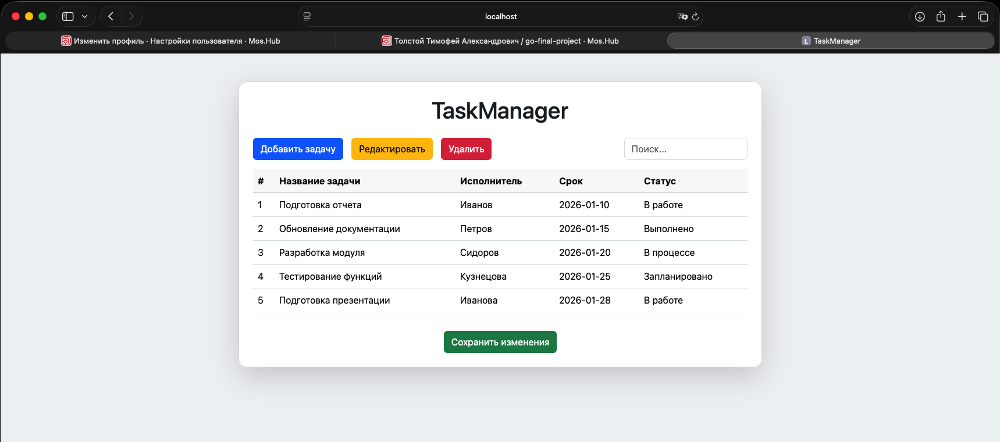 localhost
Изменить профиль · Настройки пользователя · Mos.Hub
Толстой Тимофей Александрович / go-final-project · Mos.Hub
L TaskManager
TaskManager
Добавить задачу Редактировать Удалить Поиск...
# Название задачи Исполнитель Срок Статус
1 Подготовка отчета Иванов 2026-01-10 В работе
2 Обновление документации Петров 2026-01-15 Выполнено
3 Разработка модуля Сидоров 2026-01-20 В процессе
4 Тестирование функций Кузнецова 2026-01-25 Запланировано
5 Подготовка презентации Иванова 2026-01-28 В работе
Сохранить изменения